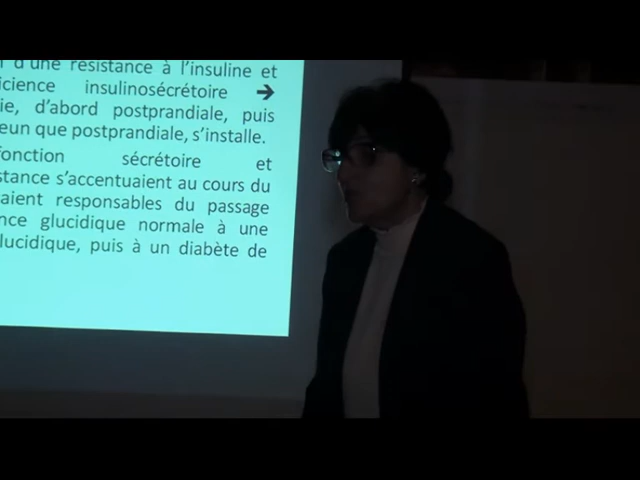 d'une résistance à l'insuline et
cience insulinosécrétoire ➔
ie, d'abord postprandiale, puis
eun que postprandiale, s'installe.
fonction sécrétoire et
stance s'accentuaient au cours du
aient responsables du passage
nce glucidique normale à une
lucidique, puis à un diabète de